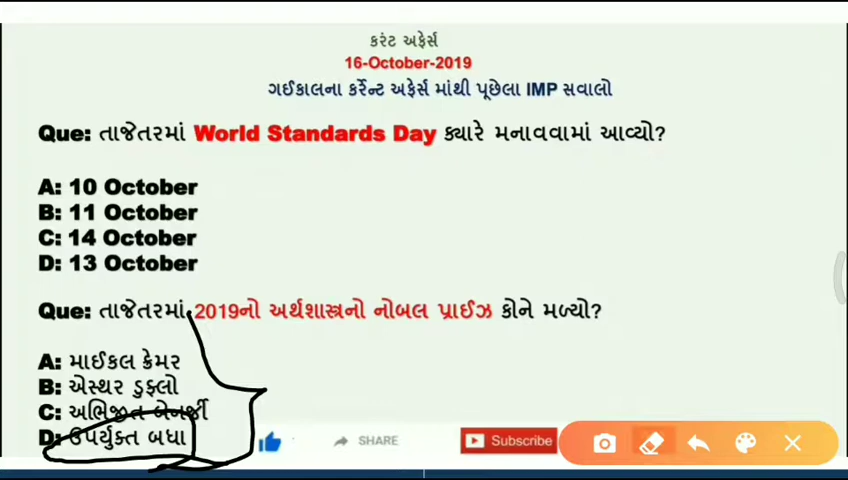 કરંટ અફેર્સ
16-October-2019
ગઈકાલના કર્રેન્ટ અફેર્સ માંથી પૂછેલા IMP સવાલો
Que: તાજેતરમાં World Standards Day ક્યારે મનાવવામાં આવ્યો?
A: 10 October
B: 11 October
C: 14 October
D: 13 October
Que: તાજેતરમાં 2019નો અર્થશાસ્ત્રનો નોબલ પ્રાઈઝ કોને મળ્યો?
A: માઈકલ ક્રેમર
B: એસ્થર ડુફ્લો
C: અભિજીત બેનર્જી
D: ઉપર્યુક્ત બધા
SHARE
Subscribe